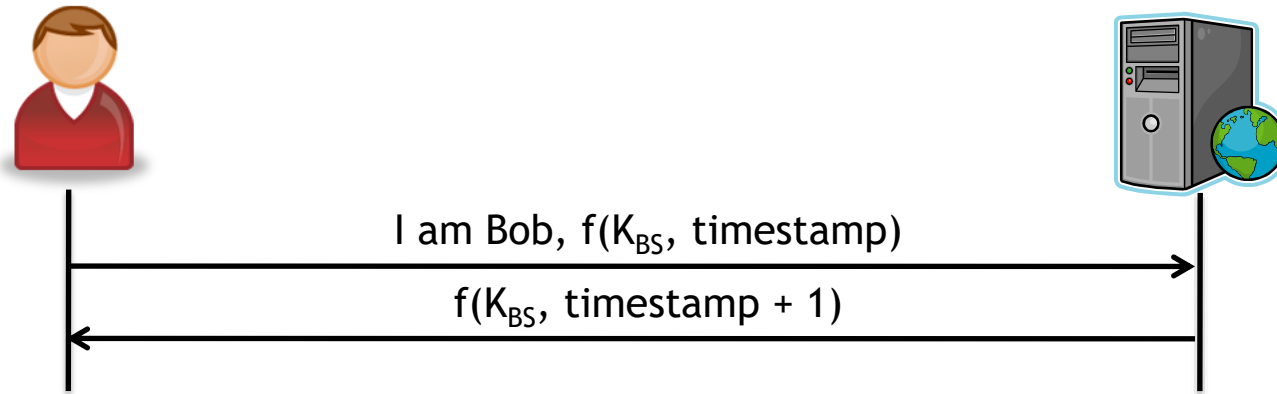 I am Bob, f(K_BS, timestamp)
f(K_BS, timestamp + 1)